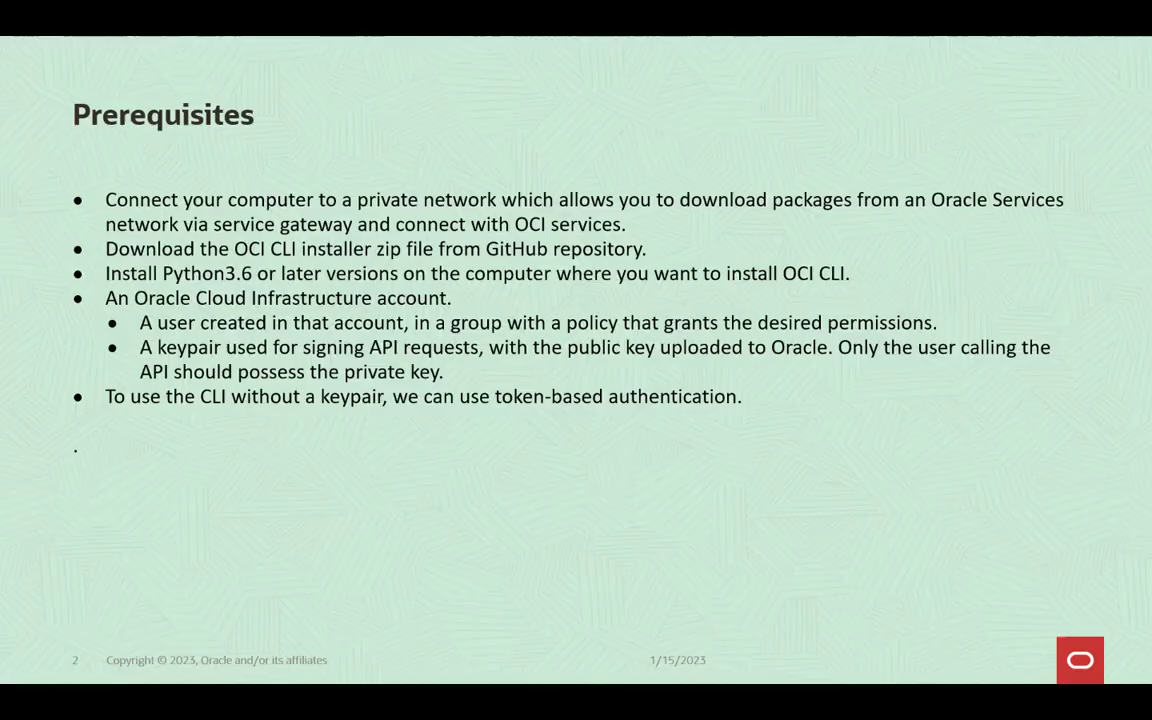 Prerequisites
● Connect your computer to a private network which allows you to download packages from an Oracle Services
network via service gateway and connect with OCI services.
● Download the OCI CLI installer zip file from GitHub repository.
● Install Python3.6 or later versions on the computer where you want to install OCI CLI.
● An Oracle Cloud Infrastructure account.
● A user created in that account, in a group with a policy that grants the desired permissions.
● A keypair used for signing API requests, with the public key uploaded to Oracle. Only the user calling the
API should possess the private key.
● To use the CLI without a keypair, we can use token-based authentication.
.
2 Copyright © 2023, Oracle and/or its affiliates 1/15/2023